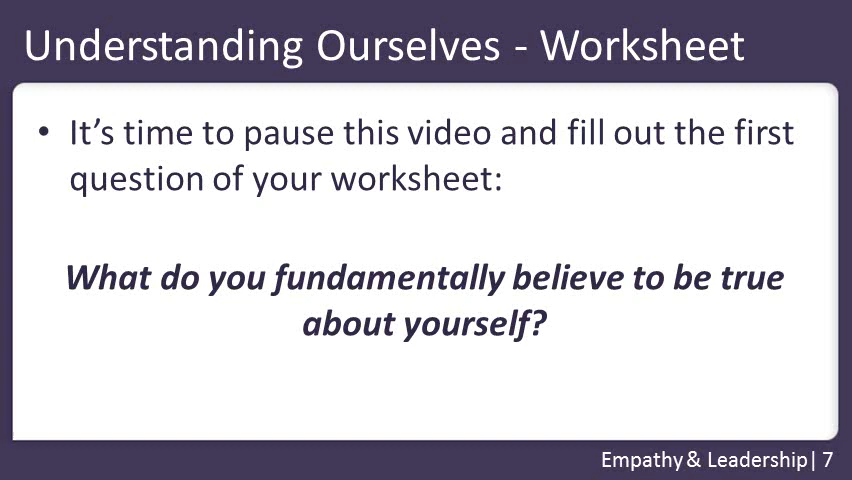 Understanding Ourselves - Worksheet
• It’s time to pause this video and fill out the first
question of your worksheet:
What do you fundamentally believe to be true
about yourself?
Empathy & Leadership| 7